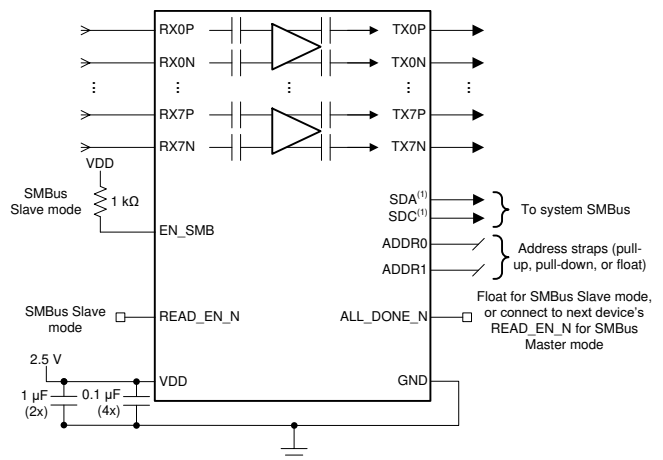 RX0P TX0P
RX0N TX0N
... ... ...
RX7P TX7P
RX7N TX7N
VDD
SMBus
Slave mode
1 kΩ
EN_SMB
SDA(1)
SDC(1)
To system SMBus
ADDR0
ADDR1
Address straps (pull-
up, pull-down, or float)
SMBus Slave
mode
READ_EN_N
ALL_DONE_N
Float for SMBus Slave mode,
or connect to next device's
READ_EN_N for SMBus
Master mode
2.5 V
VDD
GND
1 µF
(2x)
0.1 µF
(4x)